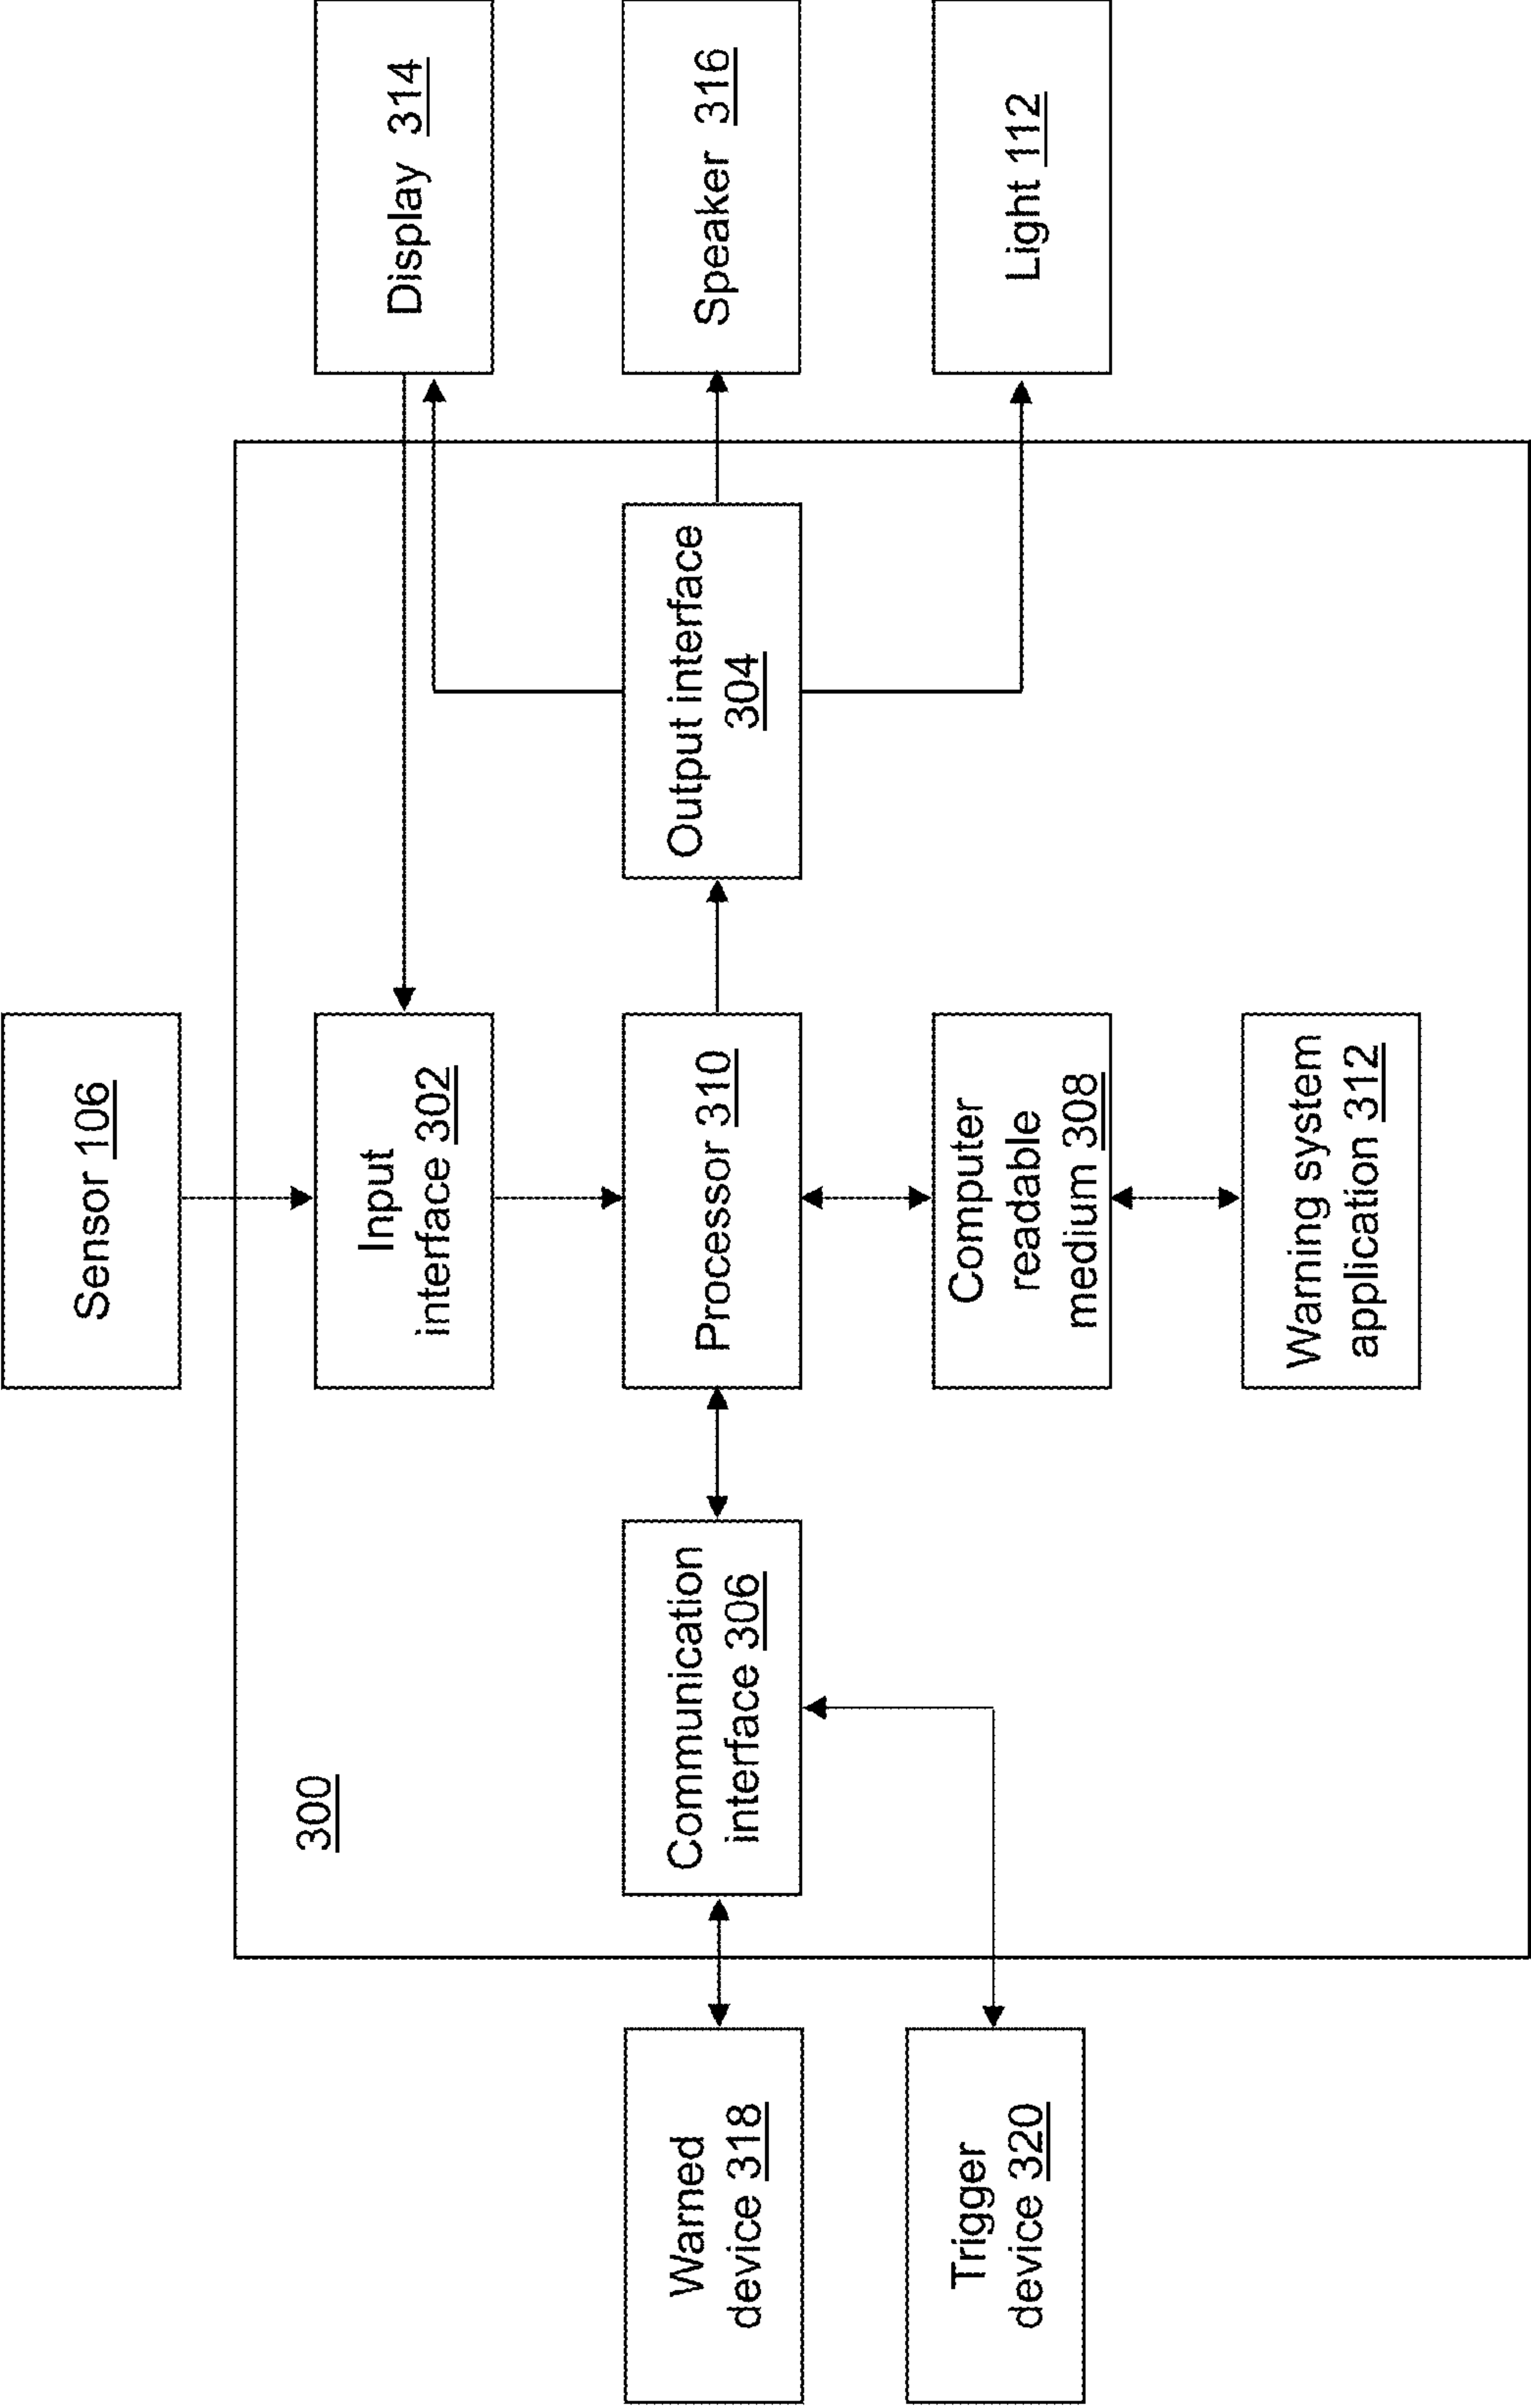 Sensor 106
300
Input
interface 302
Display 314
Warned
device 318
Communication
interface 306
Processor 310
Output interface
304
Speaker 316
Trigger
device 320
Computer
readable
medium 308
Light 112
Warning system
application 312